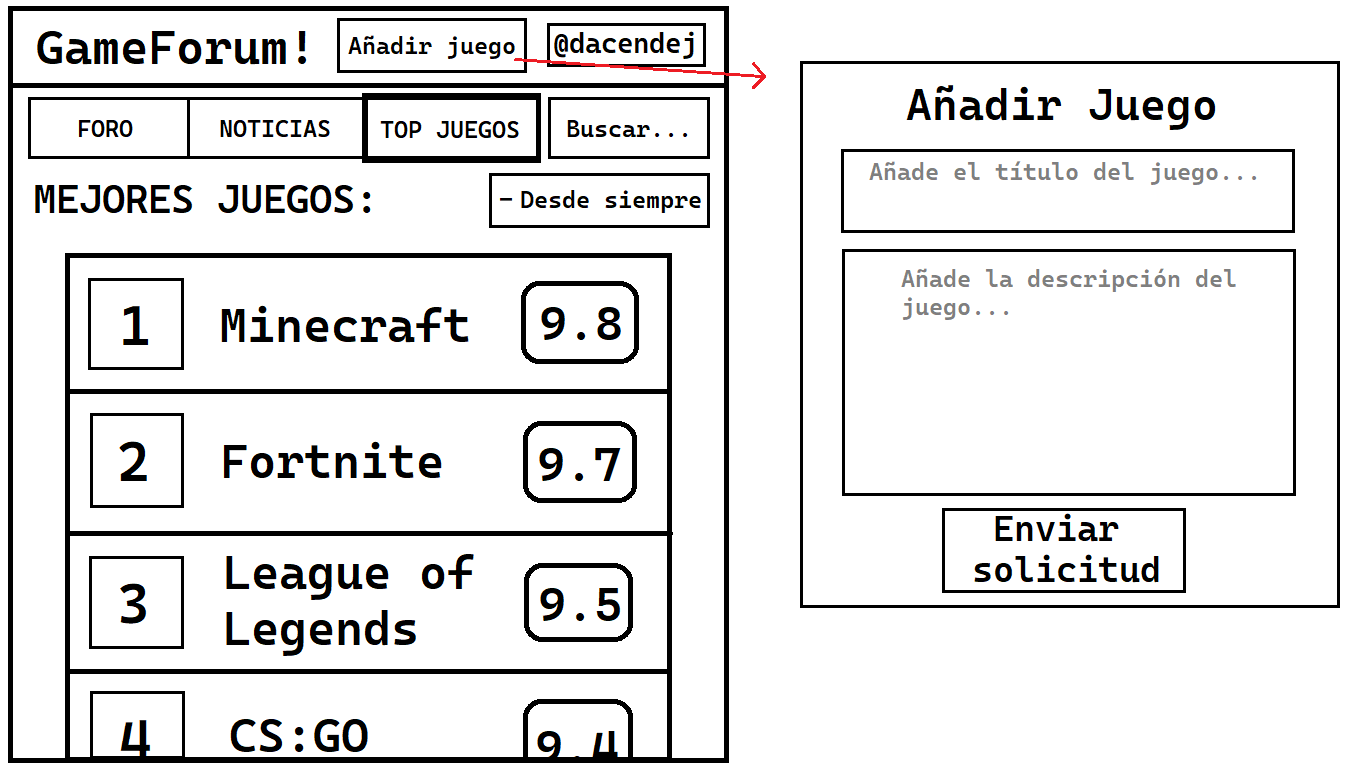 GameForum!
Añadir juego
@dacendej
FORO
NOTICIAS
TOP JUEGOS
Buscar...
MEJORES JUEGOS:
- Desde siempre
1
Minecraft
9.8
2
Fortnite
9.7
3
League of
Legends
9.5
4
CS:GO
9.4
Añadir Juego
Añade el título del juego...
Añade la descripción del
juego...
Enviar
solicitud